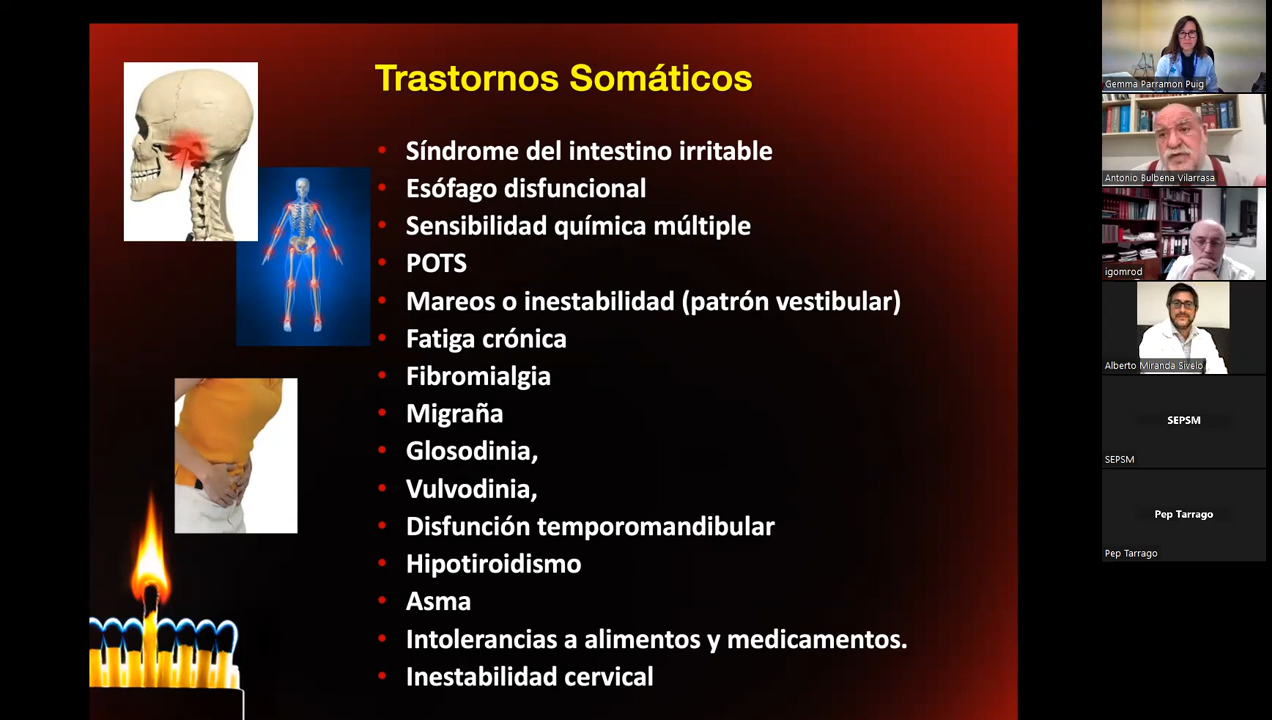 Trastornos Somáticos
Síndrome del intestino irritable
Esófago disfuncional
Sensibilidad química múltiple
POTS
Mareos o inestabilidad (patrón vestibular)
Fatiga crónica
Fibromialgia
Migraña
Glosodinia,
Vulvodinia,
Disfunción temporomandibular
Hipotiroidismo
Asma
Intolerancias a alimentos y medicamentos.
Inestabilidad cervical
Gemma Parramon Puig
Antonio Bulbena Vilarrasa
igomrod
Alberto Miranda Sivelo
SEPSM
SEPSM
Pep Tarrago
Pep Tarrago